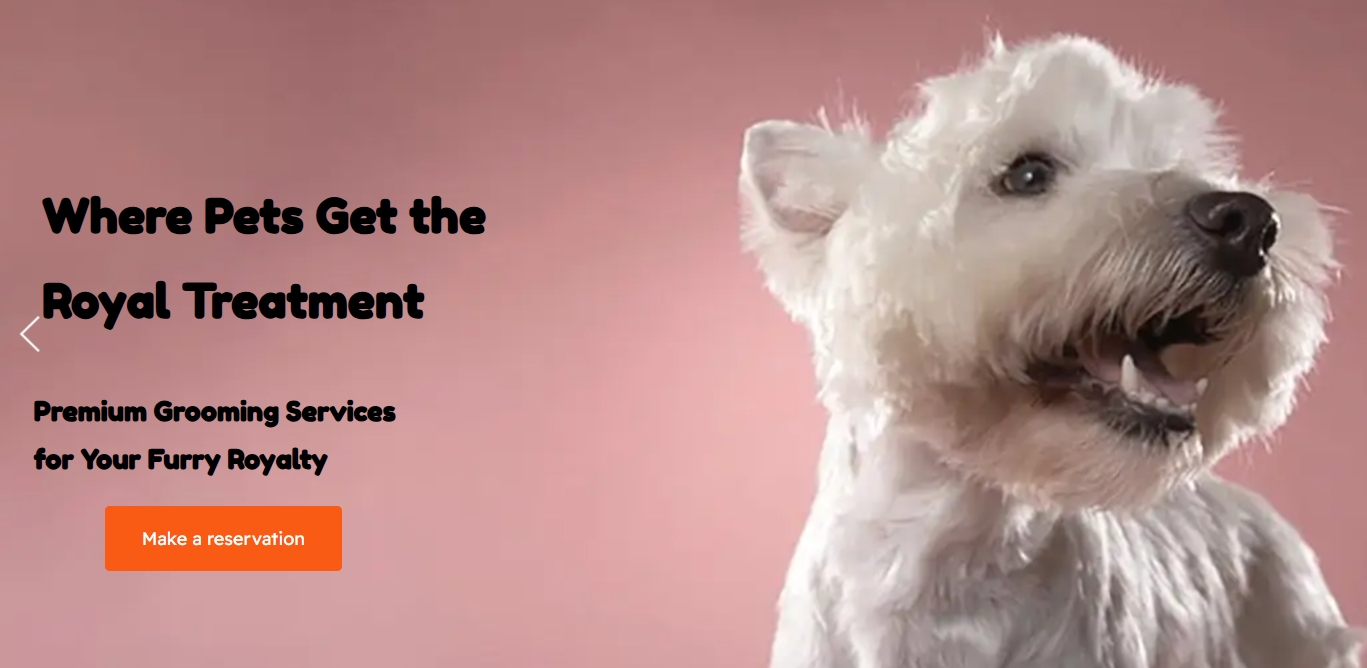 Where Pets Get the
Royal Treatment
Premium Grooming Services
for Your Furry Royalty
Make a reservation